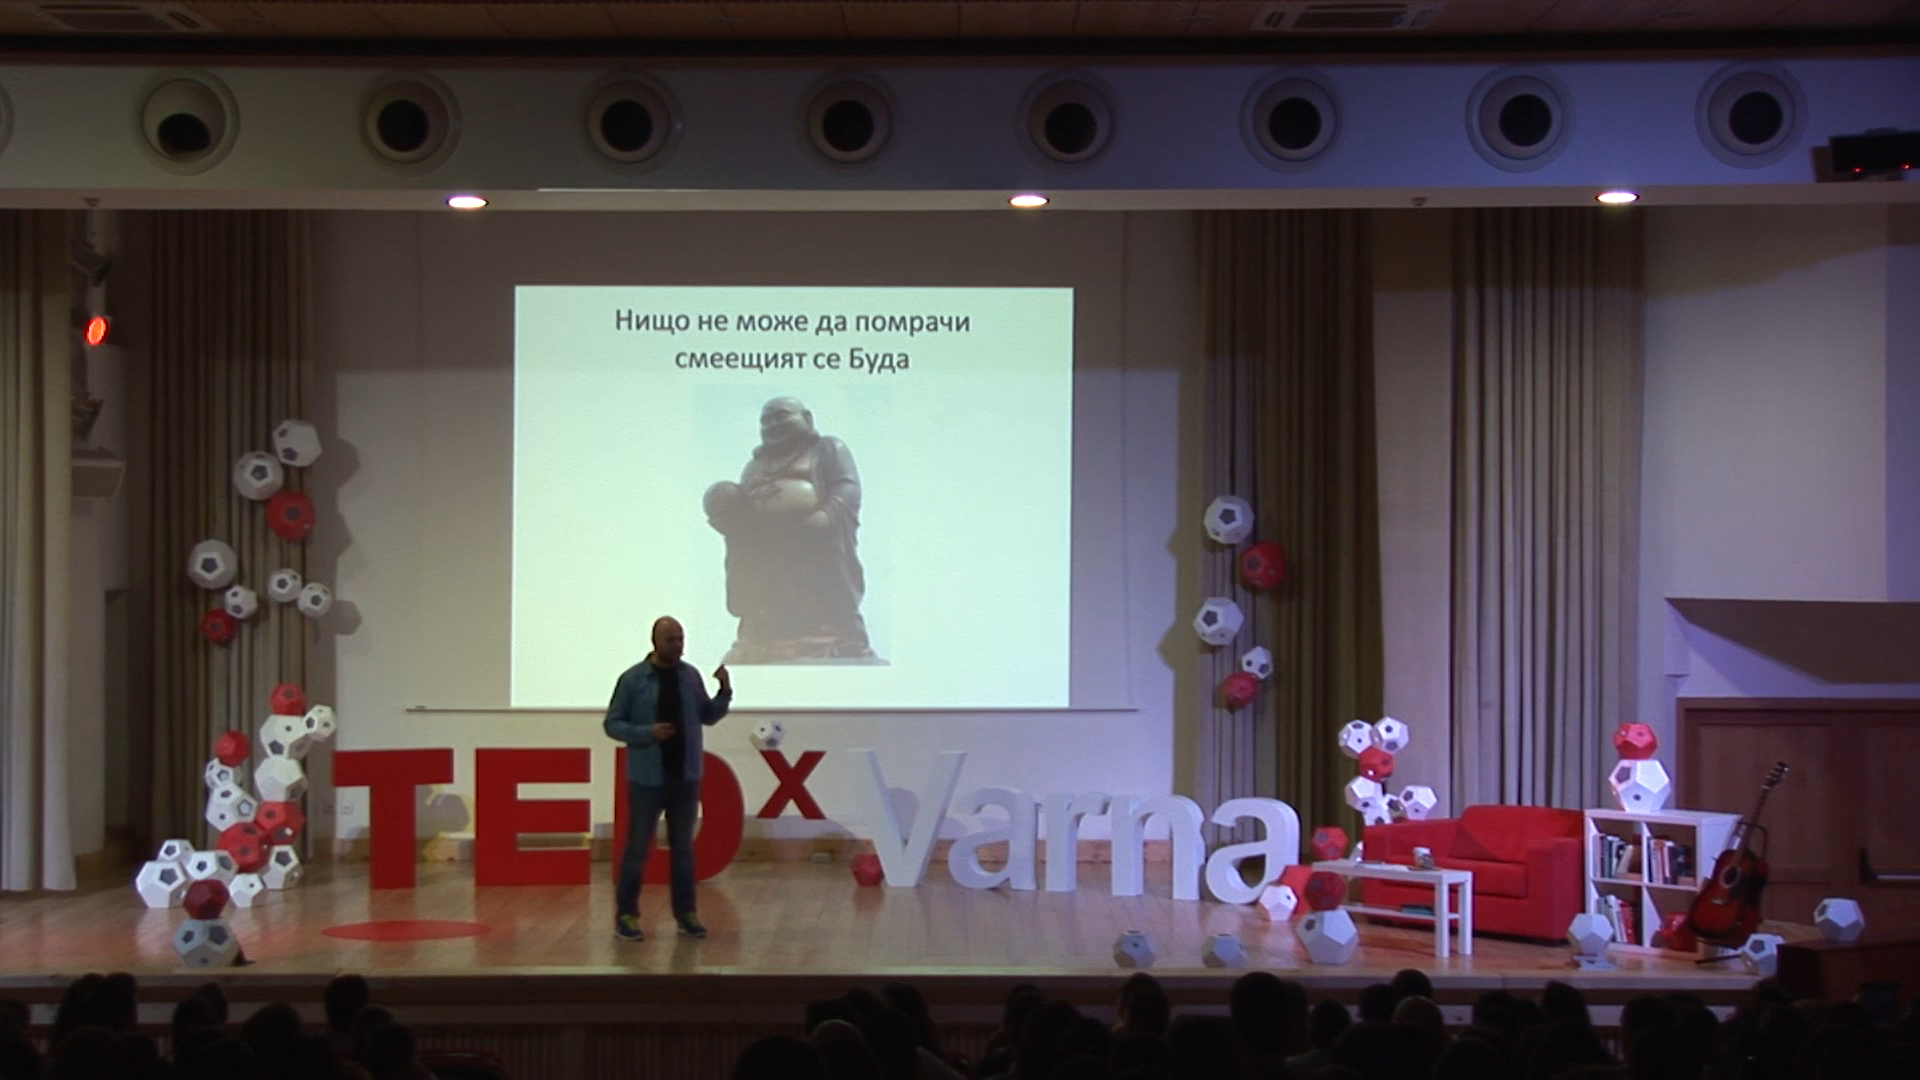 Нищо не може да помрачи
смеещият се Буда
TEDx Varna